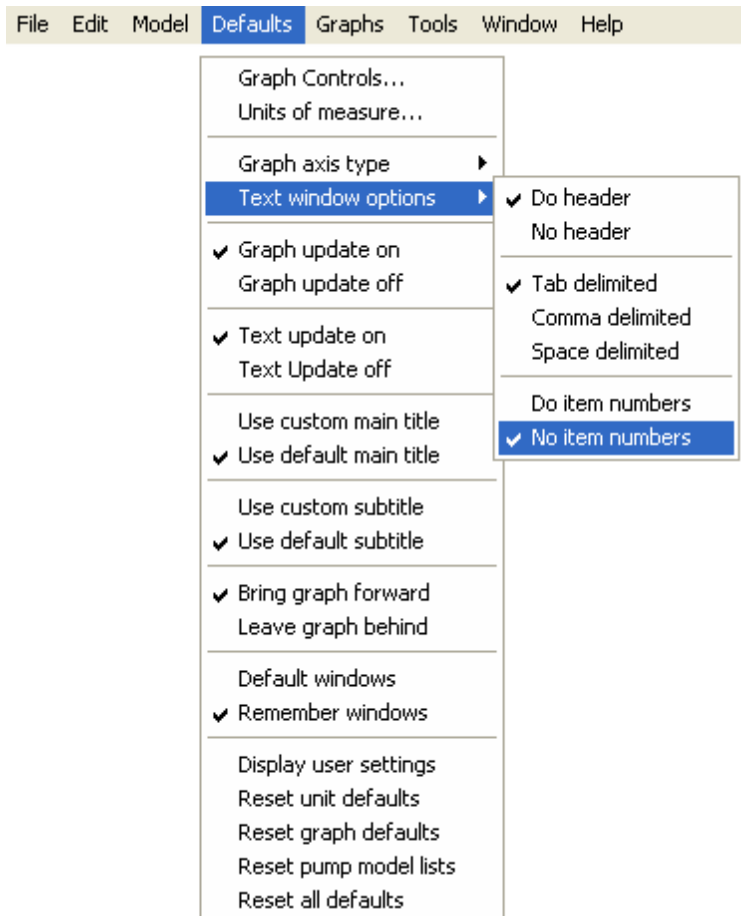 File Edit Model Defaults Graphs Tools Window Help
Graph Controls...
Units of measure...
Graph axis type
Text window options
Graph update on
Graph update off
Text update on
Text Update off
Use custom main title
Use default main title
Use custom subtitle
Use default subtitle
Bring graph forward
Leave graph behind
Default windows
Remember windows
Display user settings
Reset unit defaults
Reset graph defaults
Reset pump model lists
Reset all defaults
Do header
No header
Tab delimited
Comma delimited
Space delimited
Do item numbers
No item numbers